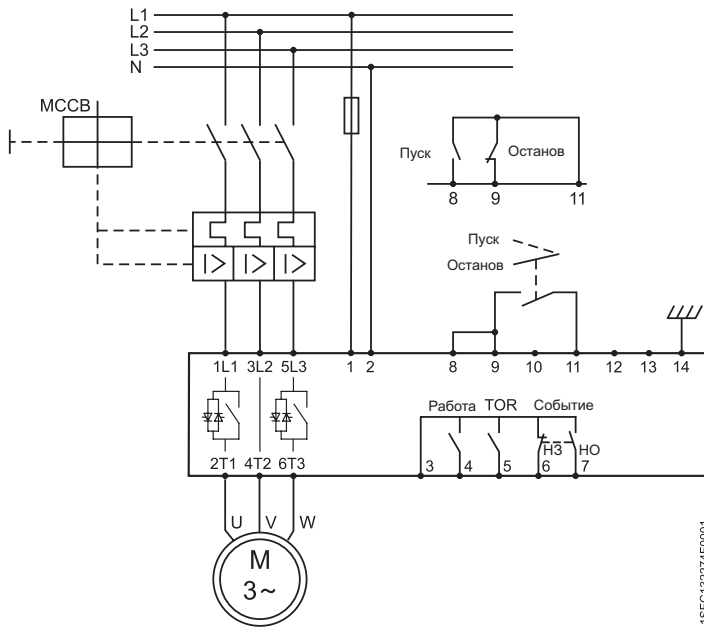 L1
L2
L3
N
MCCB
Пуск
Останов
8 9 11
Пуск
Останов
I> I> I>
1L1 3L2 5L3 1 2 8 9 10 11 12 13 14
Работа TOR Событие
НЗ НО
2T1 4T2 6T3 3 4 5 6 7
U V W
M
3~